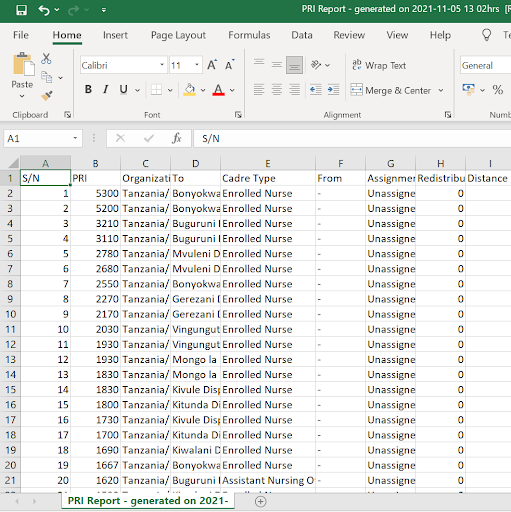 PRI Report - generated on 2021-11-05 13 02hrs [R
File Home Insert Page Layout Formulas Data Review View Help Te
Calibri 11 A A ab Wrap Text General
Paste B I U A Merge & Center %
Clipboard Font Alignment Numb
A1 fx S/N
A B C D E F G H I
1 S/N PRI Organizati To Cadre Type From Assignmer Redistribu Distance
2 1 5300 Tanzania/ Bonyokwa Enrolled Nurse - Unassigne 0
3 2 5200 Tanzania/ Bonyokwa Enrolled Nurse - Unassigne 0
4 3 3210 Tanzania/ Buguruni I Enrolled Nurse - Unassigne 0
5 4 3110 Tanzania/ Buguruni I Enrolled Nurse - Unassigne 0
6 5 2780 Tanzania/ Mvuleni D Enrolled Nurse - Unassigne 0
7 6 2680 Tanzania/ Mvuleni D Enrolled Nurse - Unassigne 0
8 7 2550 Tanzania/ Bonyokwa Enrolled Nurse - Unassigne 0
9 8 2270 Tanzania/ Gerezani [ Enrolled Nurse - Unassigne 0
10 9 2170 Tanzania/ Gerezani [ Enrolled Nurse - Unassigne 0
11 10 2030 Tanzania/ Vingungut Enrolled Nurse - Unassigne 0
12 11 1930 Tanzania/ Vingungut Enrolled Nurse - Unassigne 0
13 12 1930 Tanzania/ Mongo la Enrolled Nurse - Unassigne 0
14 13 1830 Tanzania/ Mongo la Enrolled Nurse - Unassigne 0
15 14 1830 Tanzania/ Kivule Disp Enrolled Nurse - Unassigne 0
16 15 1800 Tanzania/ Kitunda Di Enrolled Nurse - Unassigne 0
17 16 1730 Tanzania/ Kivule Disp Enrolled Nurse - Unassigne 0
18 17 1700 Tanzania/ Kitunda Di Enrolled Nurse - Unassigne 0
19 18 1690 Tanzania/ Kiwalani D Enrolled Nurse - Unassigne 0
20 19 1667 Tanzania/ Bonyokwa Enrolled Nurse - Unassigne 0
21 20 1620 Tanzania/ Buguruni I Assistant Nursing O - Unassigne 0
PRI Report - generated on 2021-